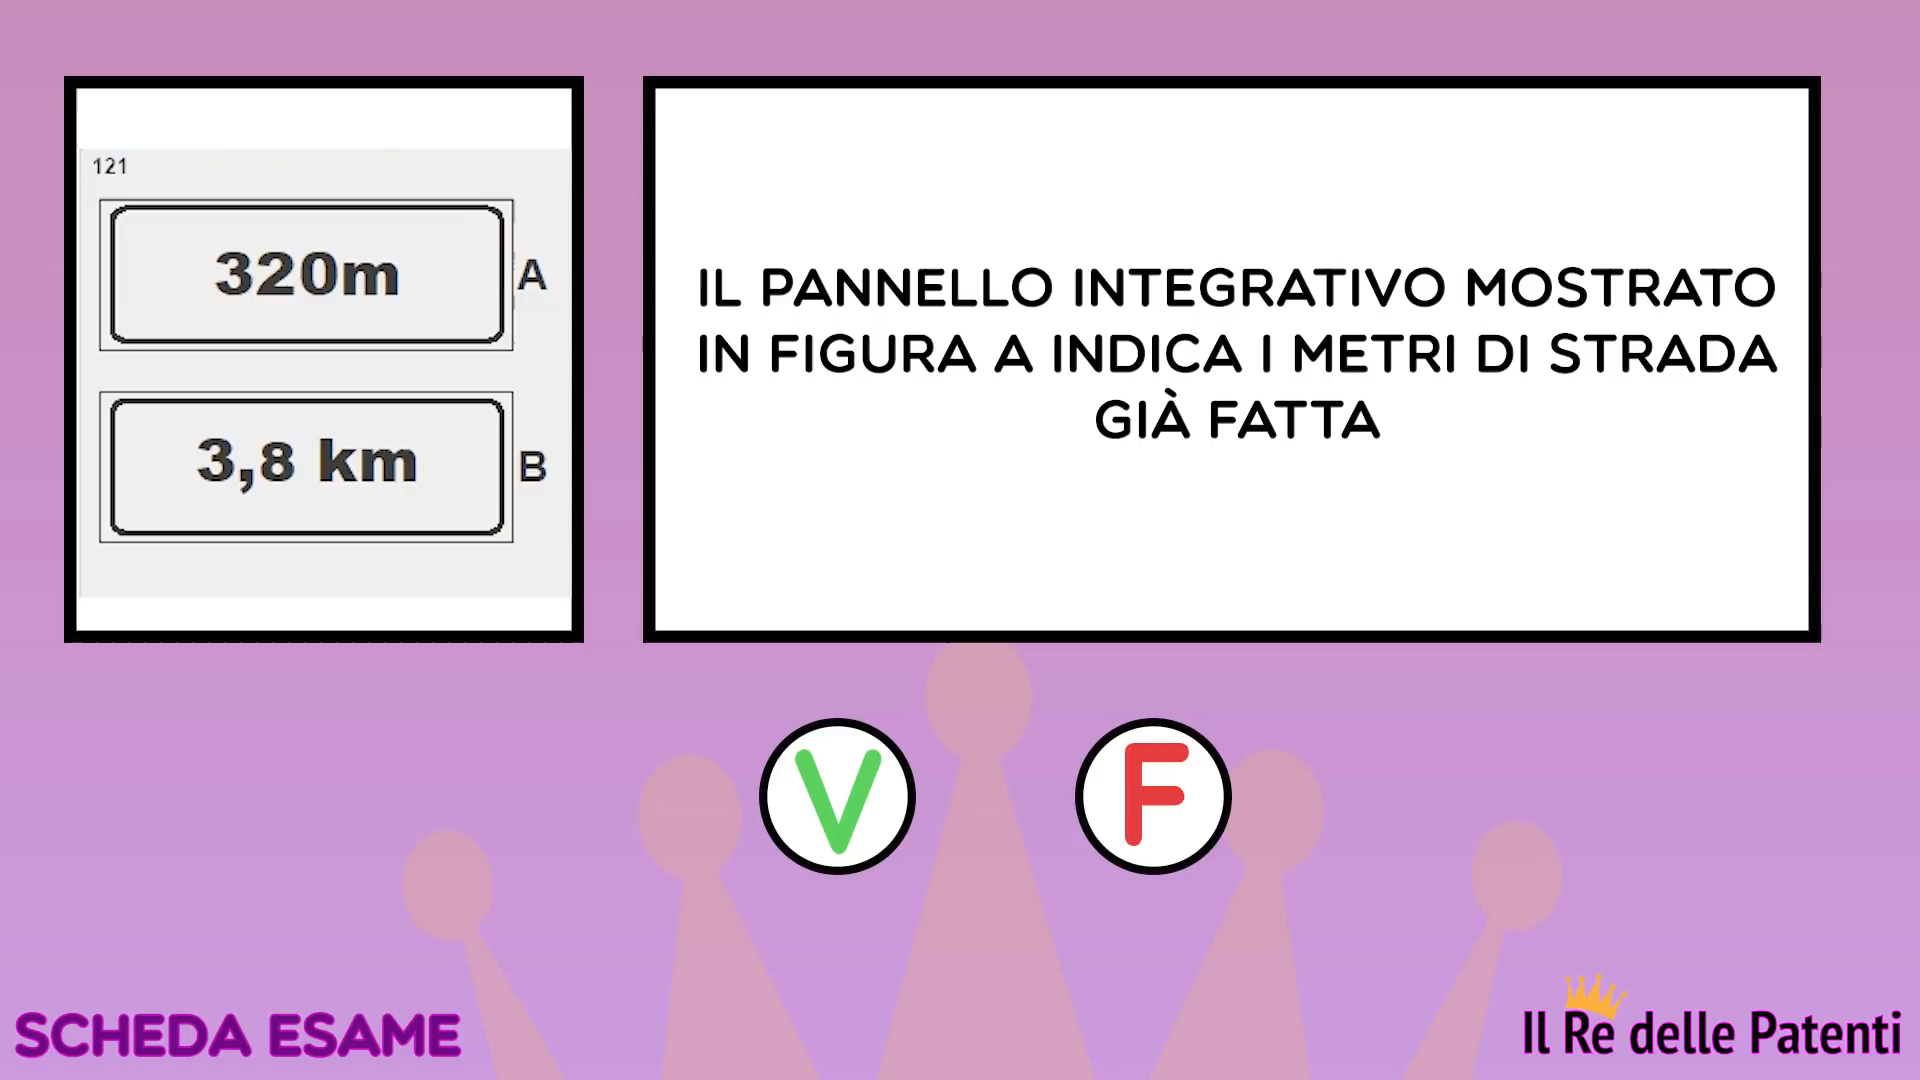 121
320m
A
3,8 km
B
IL PANNELLO INTEGRATIVO MOSTRATO
IN FIGURA A INDICA I METRI DI STRADA
GIÀ FATTA
V
F
SCHEDA ESAME
Il Re delle Patenti